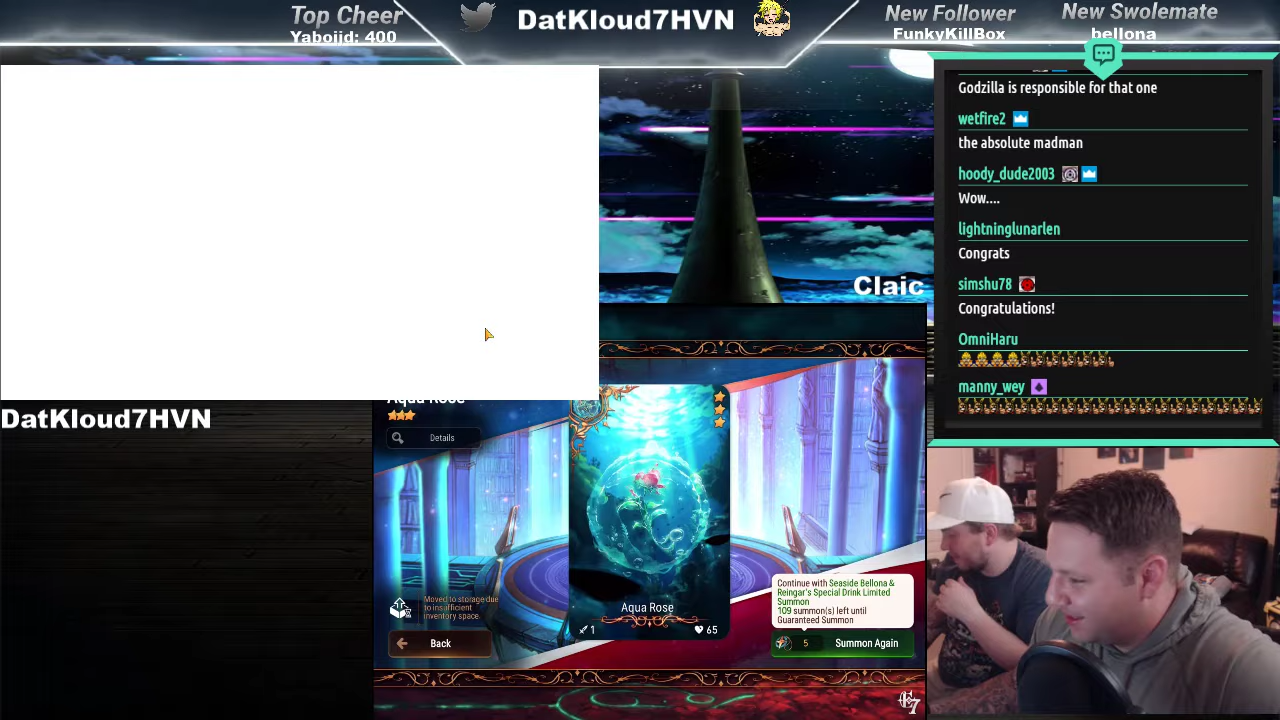 Top Cheer
Yabojjd: 400
DatKloud7HVN
New Follower
FunkyKillBox
New Swolemate
bellona
Godzilla is responsible for that one
wetfire2
the absolute madman
hoody_dude2003
Wow....
lightninglunarlen
Congrats
simshu78
Congratulations!
OmniHaru
manny_wey
Claic
DatKloud7HVN
Aqua Rose
Details
Aqua Rose
1
65
Moved to storage due
to insufficient
inventory space.
Back
Continue with Seaside Bellona &
Reingar's Special Drink Limited
Summon
109 summon(s) left until
Guaranteed Summon
5
Summon Again